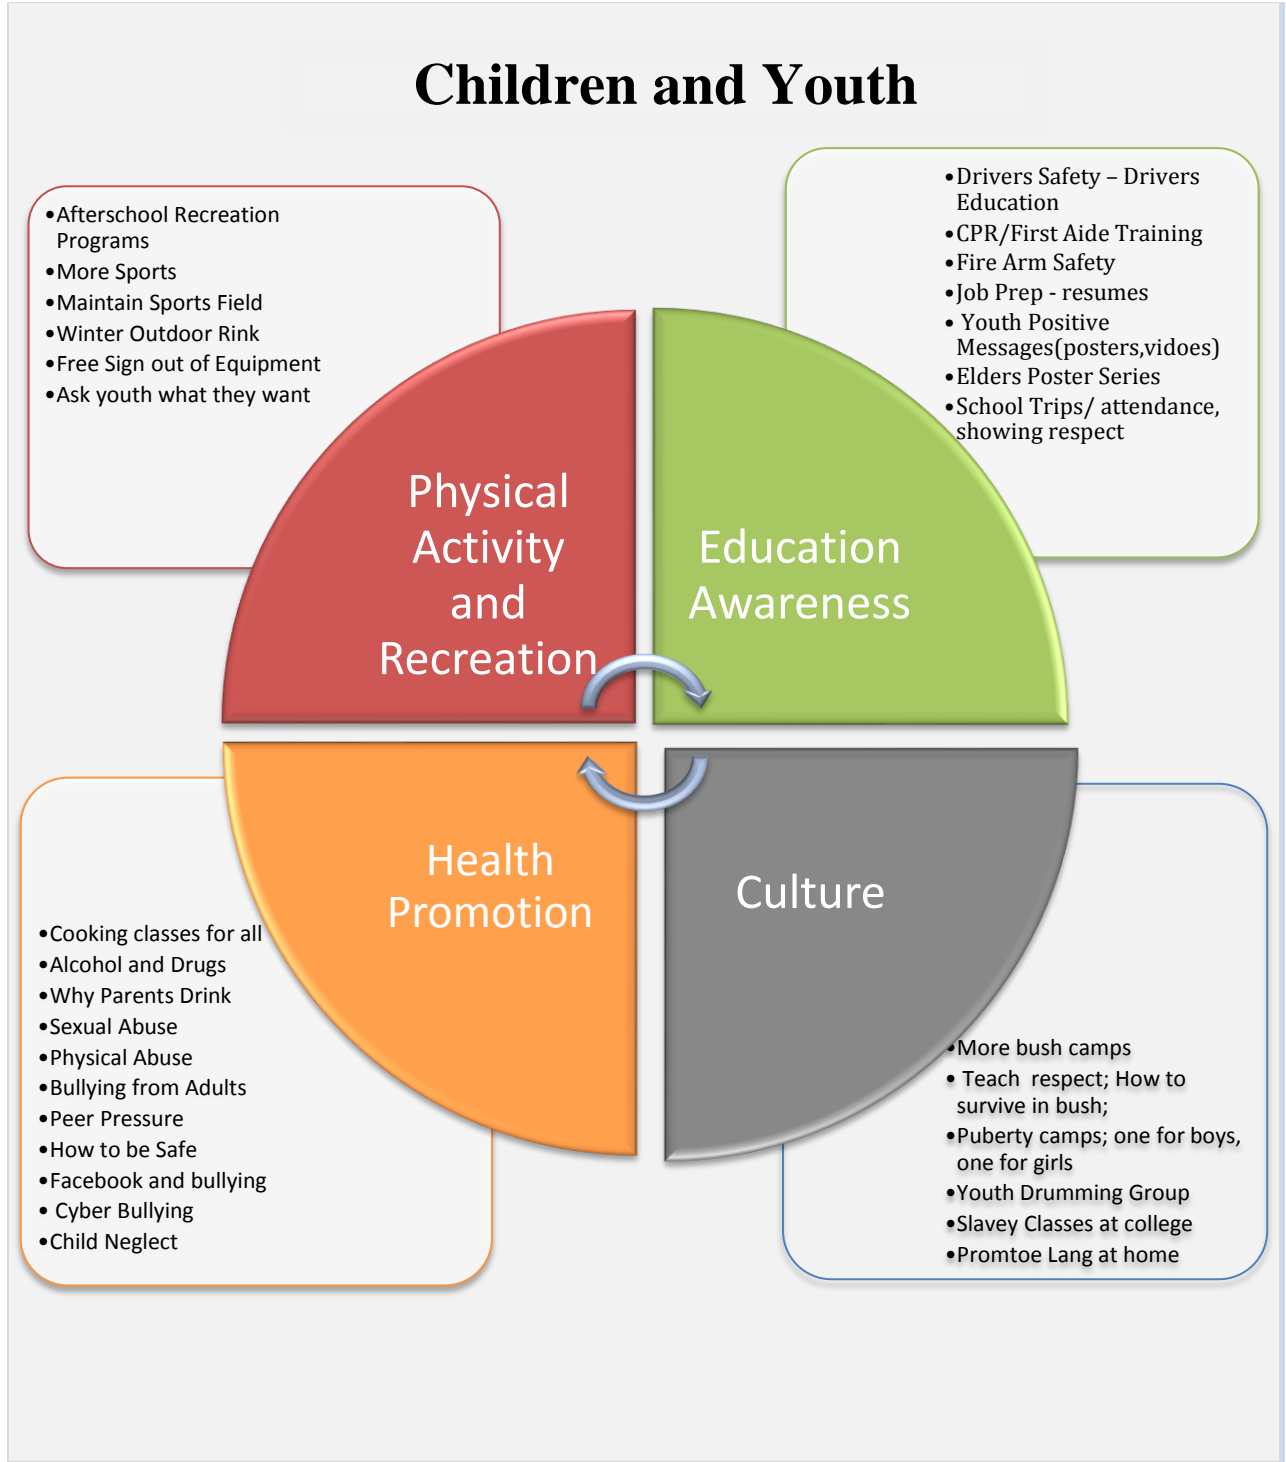 Children and Youth
•Afterschool Recreation
Programs
•More Sports
•Maintain Sports Field
•Winter Outdoor Rink
•Free Sign out of Equipment
•Ask youth what they want
•Drivers Safety – Drivers
Education
•CPR/First Aide Training
•Fire Arm Safety
•Job Prep - resumes
• Youth Positive
Messages(posters,vidoes)
•Elders Poster Series
•School Trips/ attendance,
showing respect
Physical
Activity
and
Recreation
Education
Awareness
Health
Promotion
Culture
•Cooking classes for all
•Alcohol and Drugs
•Why Parents Drink
•Sexual Abuse
•Physical Abuse
•Bullying from Adults
•Peer Pressure
•How to be Safe
•Facebook and bullying
• Cyber Bullying
•Child Neglect
•More bush camps
• Teach  respect; How to
survive in bush;
•Puberty camps; one for boys,
one for girls
•Youth Drumming Group
•Slavey Classes at college
•Promtoe Lang at home